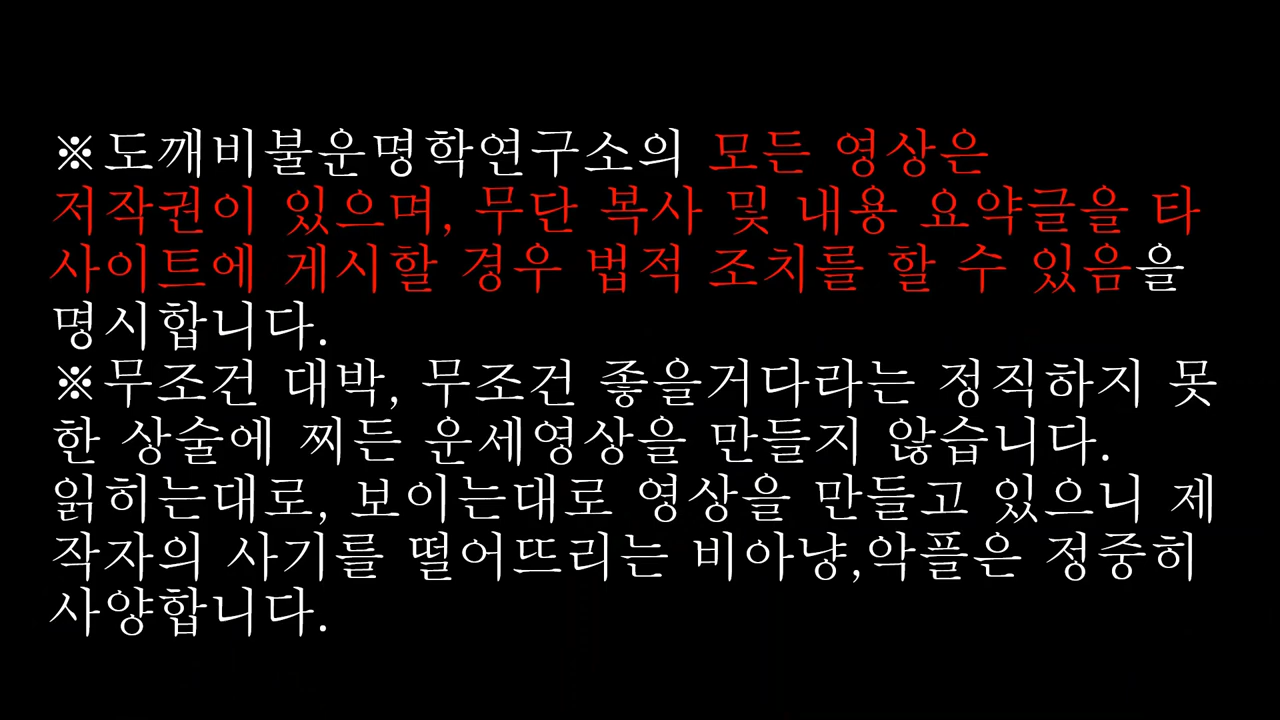 ※도깨비불운명학연구소의 모든 영상은
저작권이 있으며, 무단 복사 및 내용 요약글을 타
사이트에 게시할 경우 법적 조치를 할 수 있음을
명시합니다.
※무조건 대박, 무조건 좋을거다라는 정직하지 못
한 상술에 찌든 운세영상을 만들지 않습니다.
읽히는대로, 보이는대로 영상을 만들고 있으니 제
작자의 사기를 떨어뜨리는 비아냥,악플은 정중히
사양합니다.